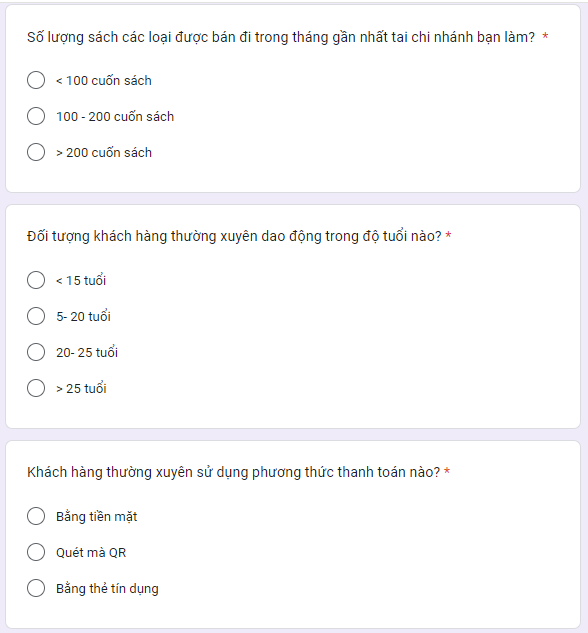 Số lượng sách các loại được bán đi trong tháng gần nhất tai chi nhánh bạn làm? *
< 100 cuốn sách
100 - 200 cuốn sách
> 200 cuốn sách
Đối tượng khách hàng thường xuyên dao động trong độ tuổi nào? *
< 15 tuổi
5- 20 tuổi
20- 25 tuổi
> 25 tuổi
Khách hàng thường xuyên sử dụng phương thức thanh toán nào? *
Bằng tiền mặt
Quét mà QR
Bằng thẻ tín dụng